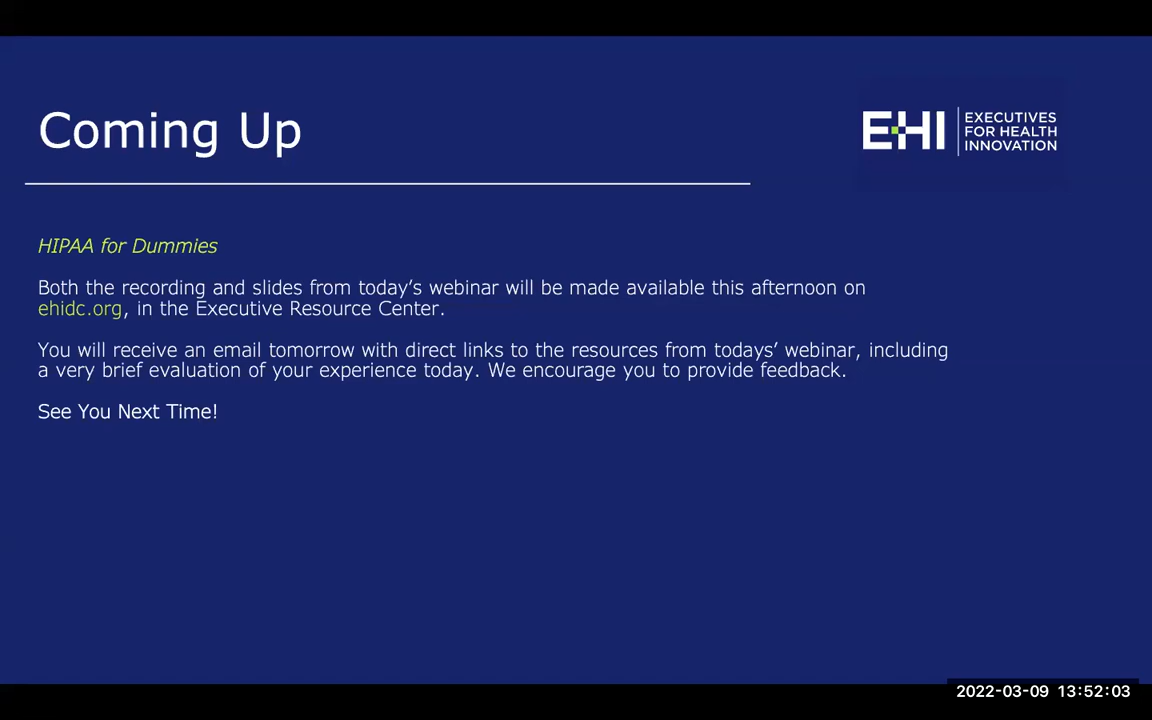 Coming Up
EHI
EXECUTIVES
FOR HEALTH
INNOVATION
HIPAA for Dummies
Both the recording and slides from today’s webinar will be made available this afternoon on
ehidc.org, in the Executive Resource Center.
You will receive an email tomorrow with direct links to the resources from todays’ webinar, including
a very brief evaluation of your experience today. We encourage you to provide feedback.
See You Next Time!
2022-03-09 13:52:03